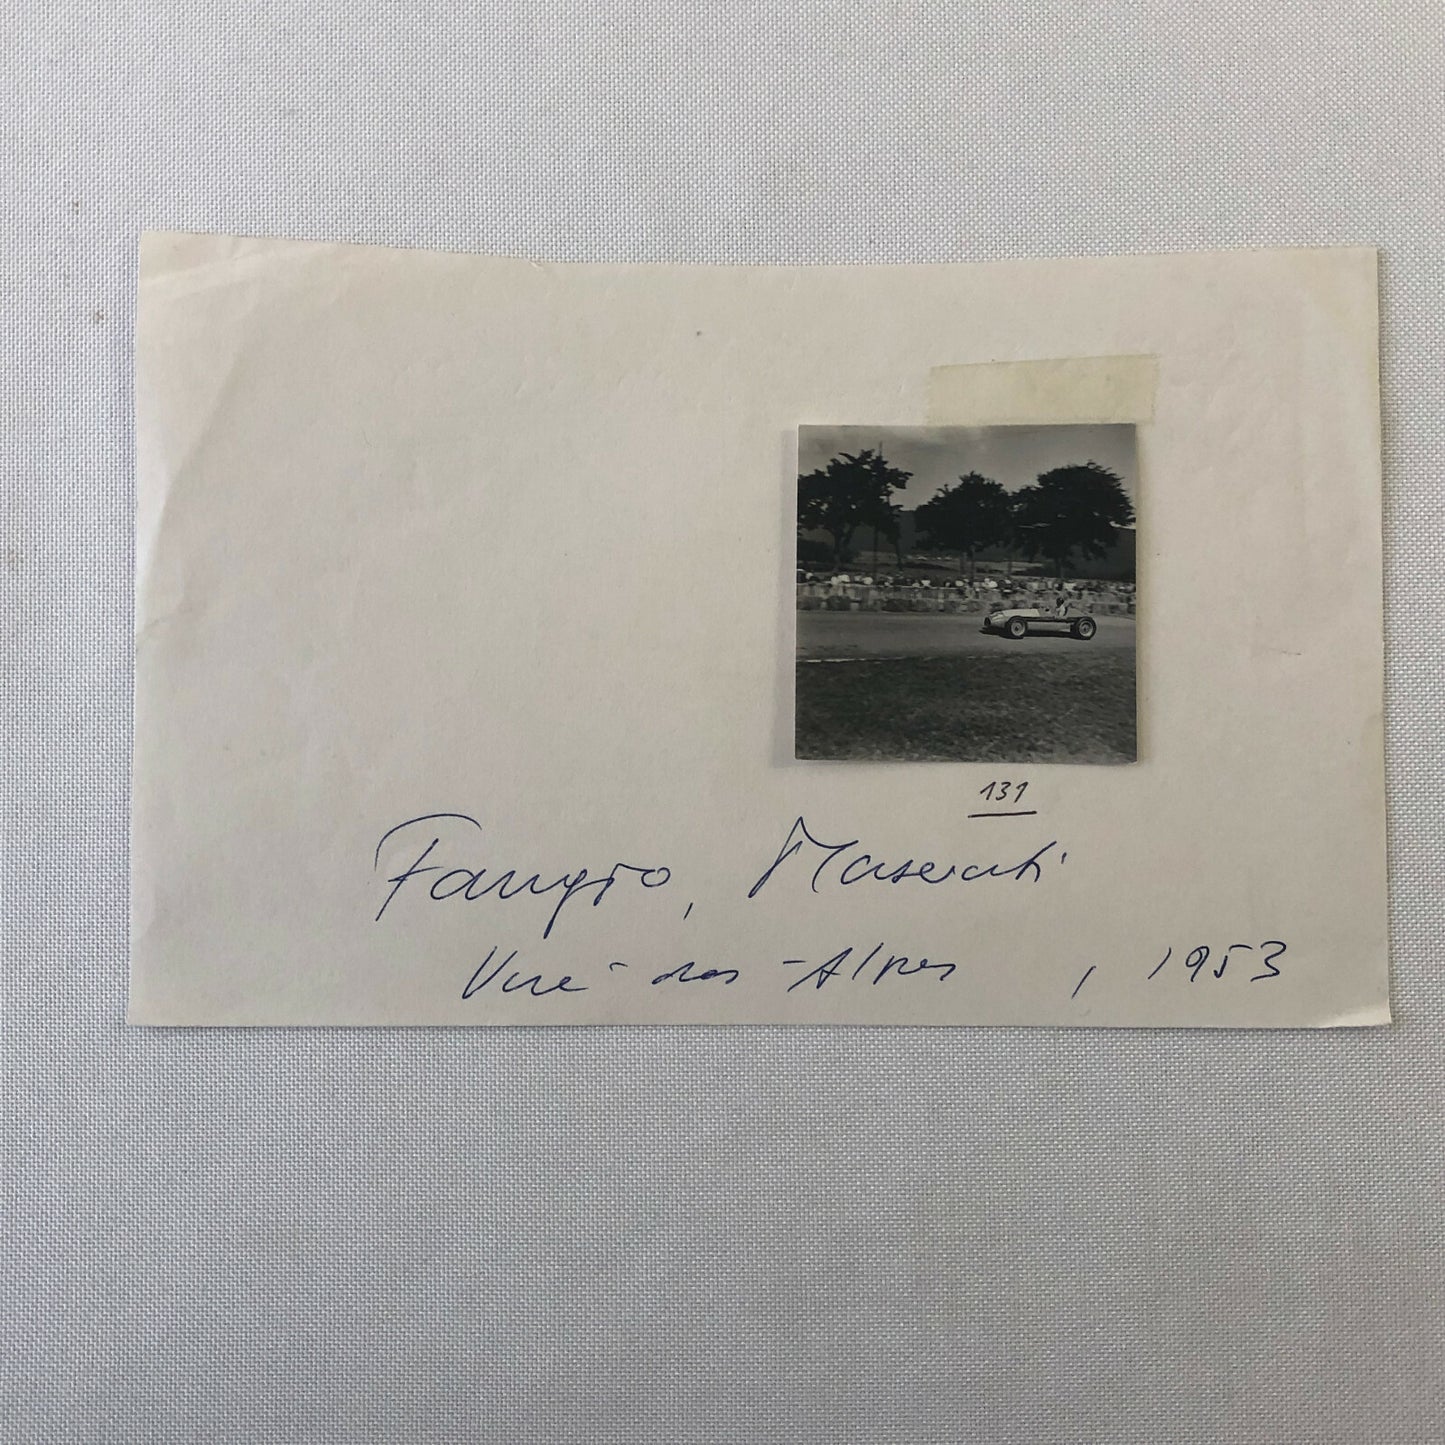 131
Fangio, Maserati
Vue-des-Alpes, 1953